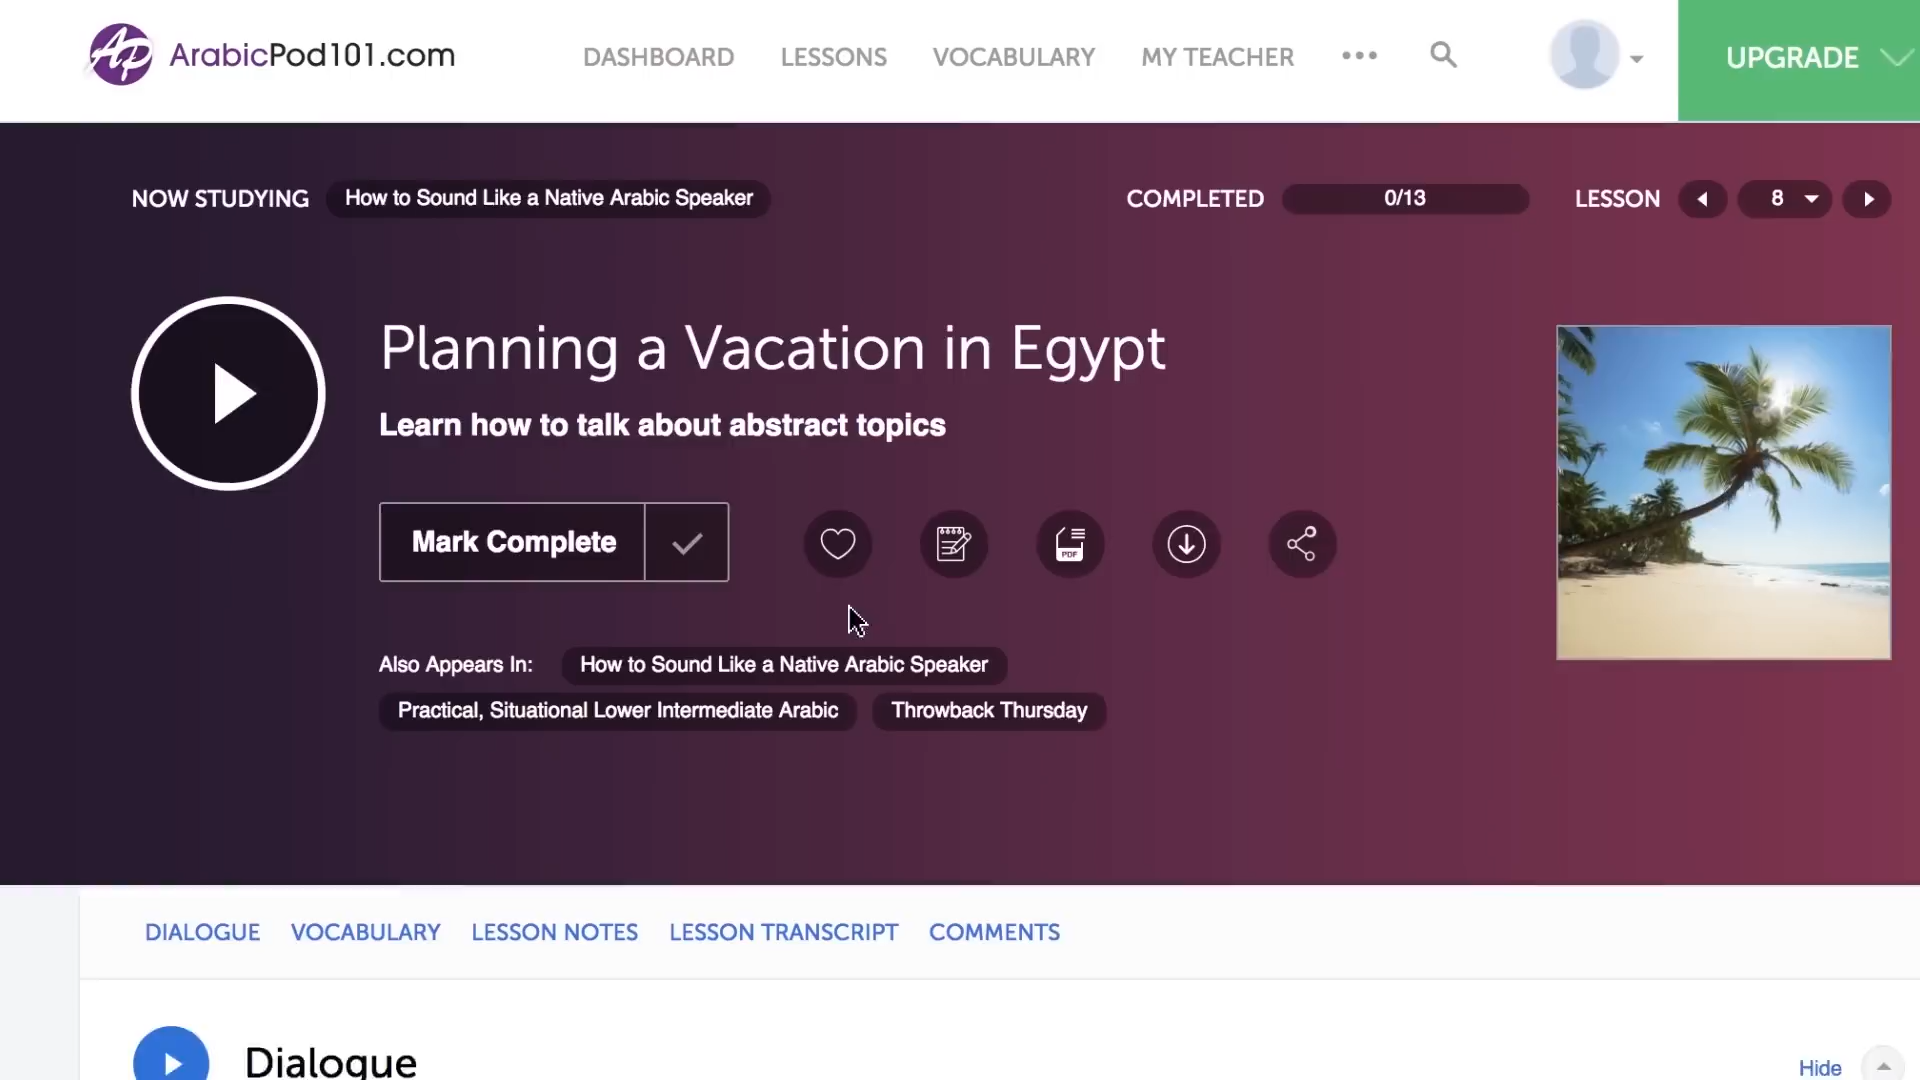 ArabicPod101.com DASHBOARD LESSONS VOCABULARY MY TEACHER UPGRADE
NOW STUDYING How to Sound Like a Native Arabic Speaker COMPLETED 0/13 LESSON 8
Planning a Vacation in Egypt
Learn how to talk about abstract topics
Mark Complete PDF
Also Appears In: How to Sound Like a Native Arabic Speaker
Practical, Situational Lower Intermediate Arabic Throwback Thursday
DIALOGUE VOCABULARY LESSON NOTES LESSON TRANSCRIPT COMMENTS
Dialogue Hide